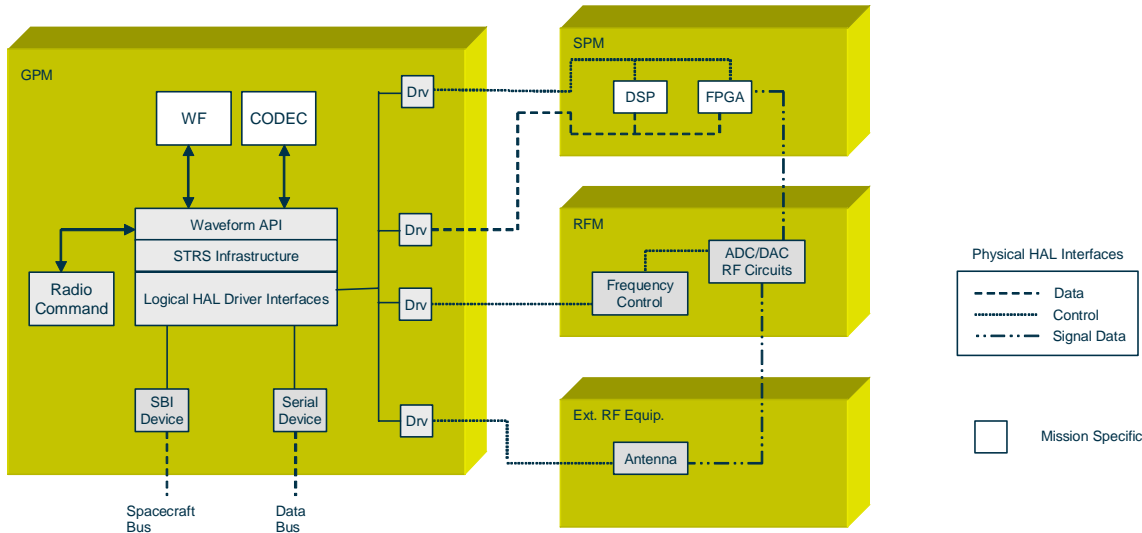 GPM
WF
CODEC
Waveform API
STRS Infrastructure
Logical HAL Driver Interfaces
Radio
Command
SBI
Device
Serial
Device
Spacecraft
Bus
Data
Bus
Drv
Drv
Drv
Drv
SPM
DSP
FPGA
RFM
ADC/DAC
RF Circuits
Frequency
Control
Ext. RF Equip.
Antenna
Physical HAL Interfaces
Data
Control
Signal Data
Mission Specific